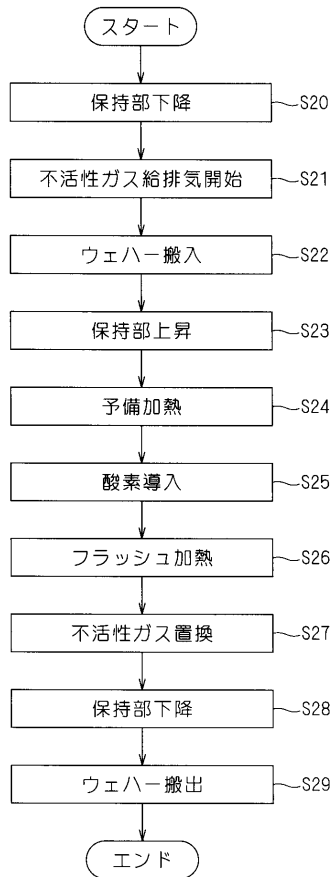 スタート
保持部下降 S20
不活性ガス給排気開始 S21
ウェハー搬入 S22
保持部上昇 S23
予備加熱 S24
酸素導入 S25
フラッシュ加熱 S26
不活性ガス置換 S27
保持部下降 S28
ウェハー搬出 S29
エンド